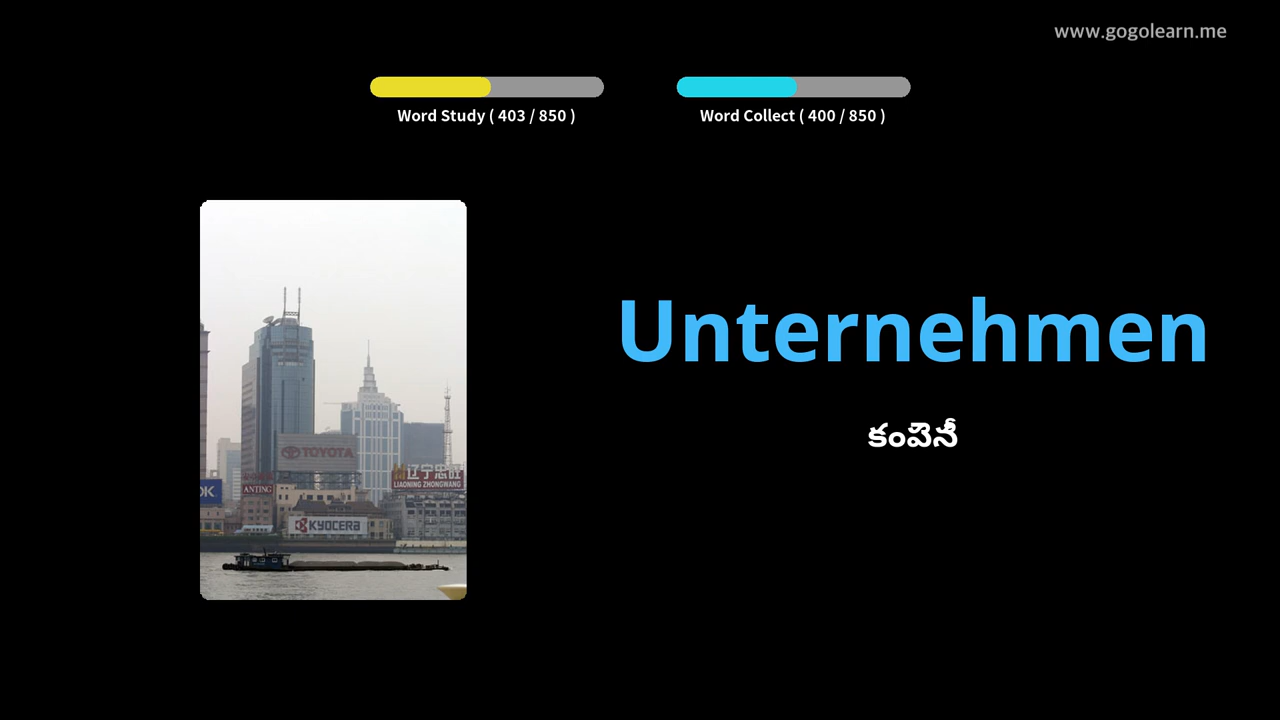 www.gogolearn.me
Word Study ( 403 / 850 )
Word Collect ( 400 / 850 )
Unternehmen
కంపెనీ
TOYOTA
辽宁忠旺
LIAONING ZHONGWANG
OK
ANTING
KYOCERA